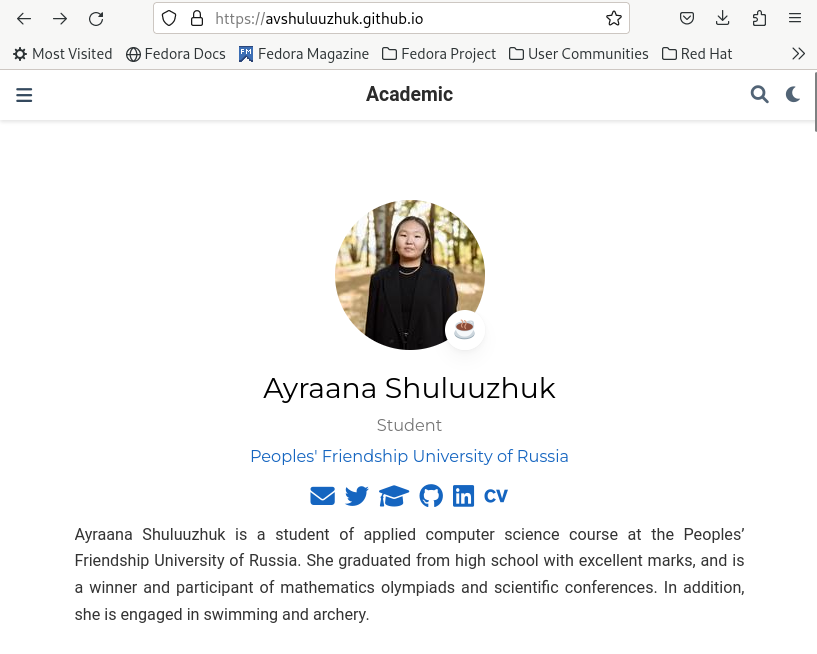 https://avshuluuzhuk.github.io
Most Visited Fedora Docs Fedora Magazine Fedora Project User Communities Red Hat
Academic
Ayraana Shuluuzhuk
Student
Peoples' Friendship University of Russia
CV
Ayraana Shuluuzhuk is a student of applied computer science course at the Peoples’
Friendship University of Russia. She graduated from high school with excellent marks, and is
a winner and participant of mathematics olympiads and scientific conferences. In addition,
she is engaged in swimming and archery.